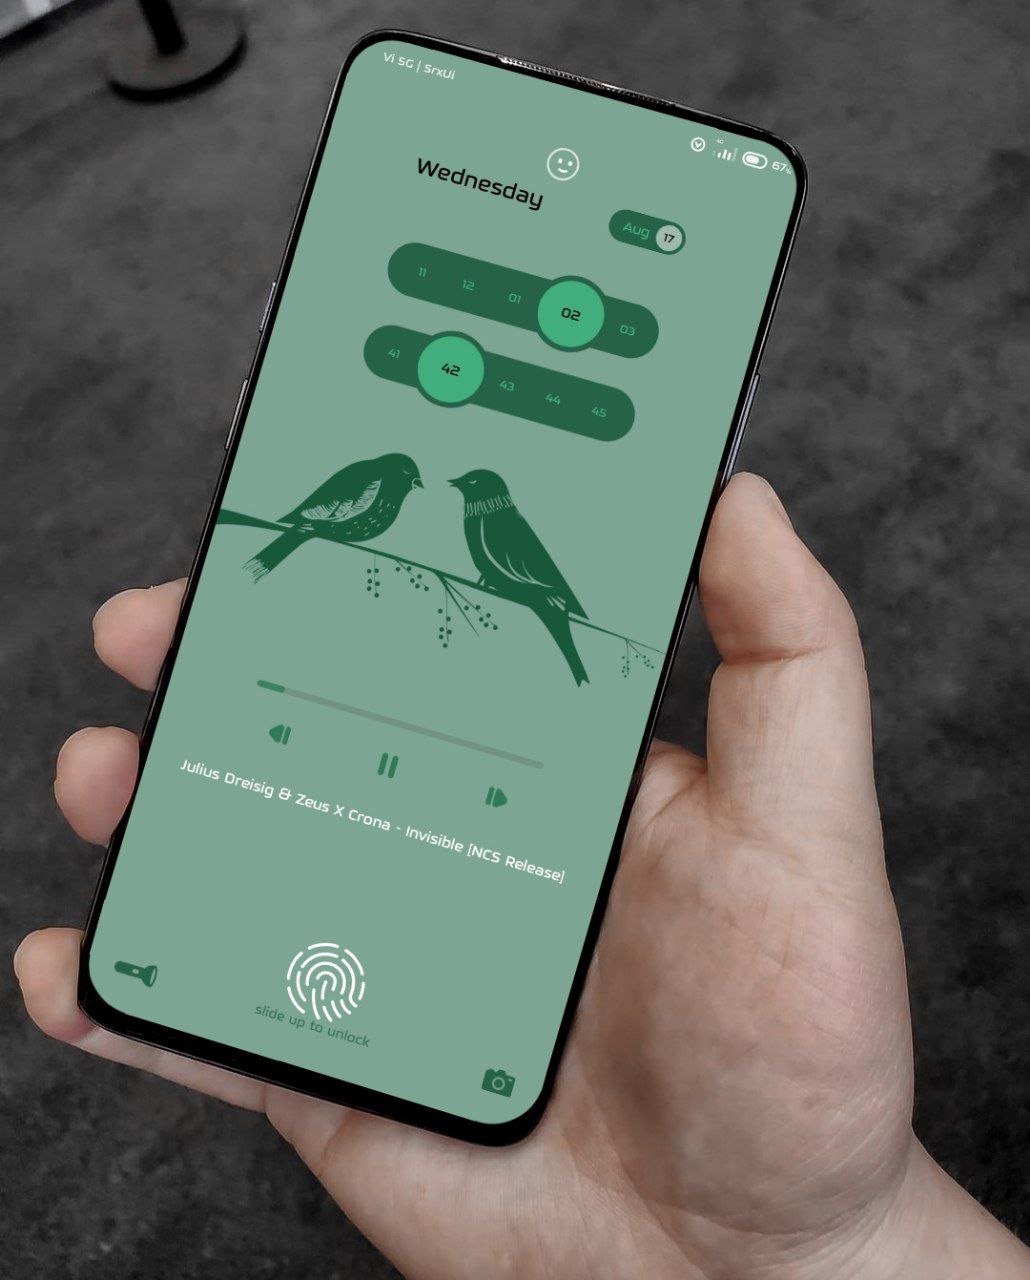 Vi 5G | SrxUi
4G
67%
Wednesday
Aug 17
11 12 01 02 03
41 42 43 44 45
Julius Dreisig & Zeus X Crona - Invisible [NCS Release]
slide up to unlock